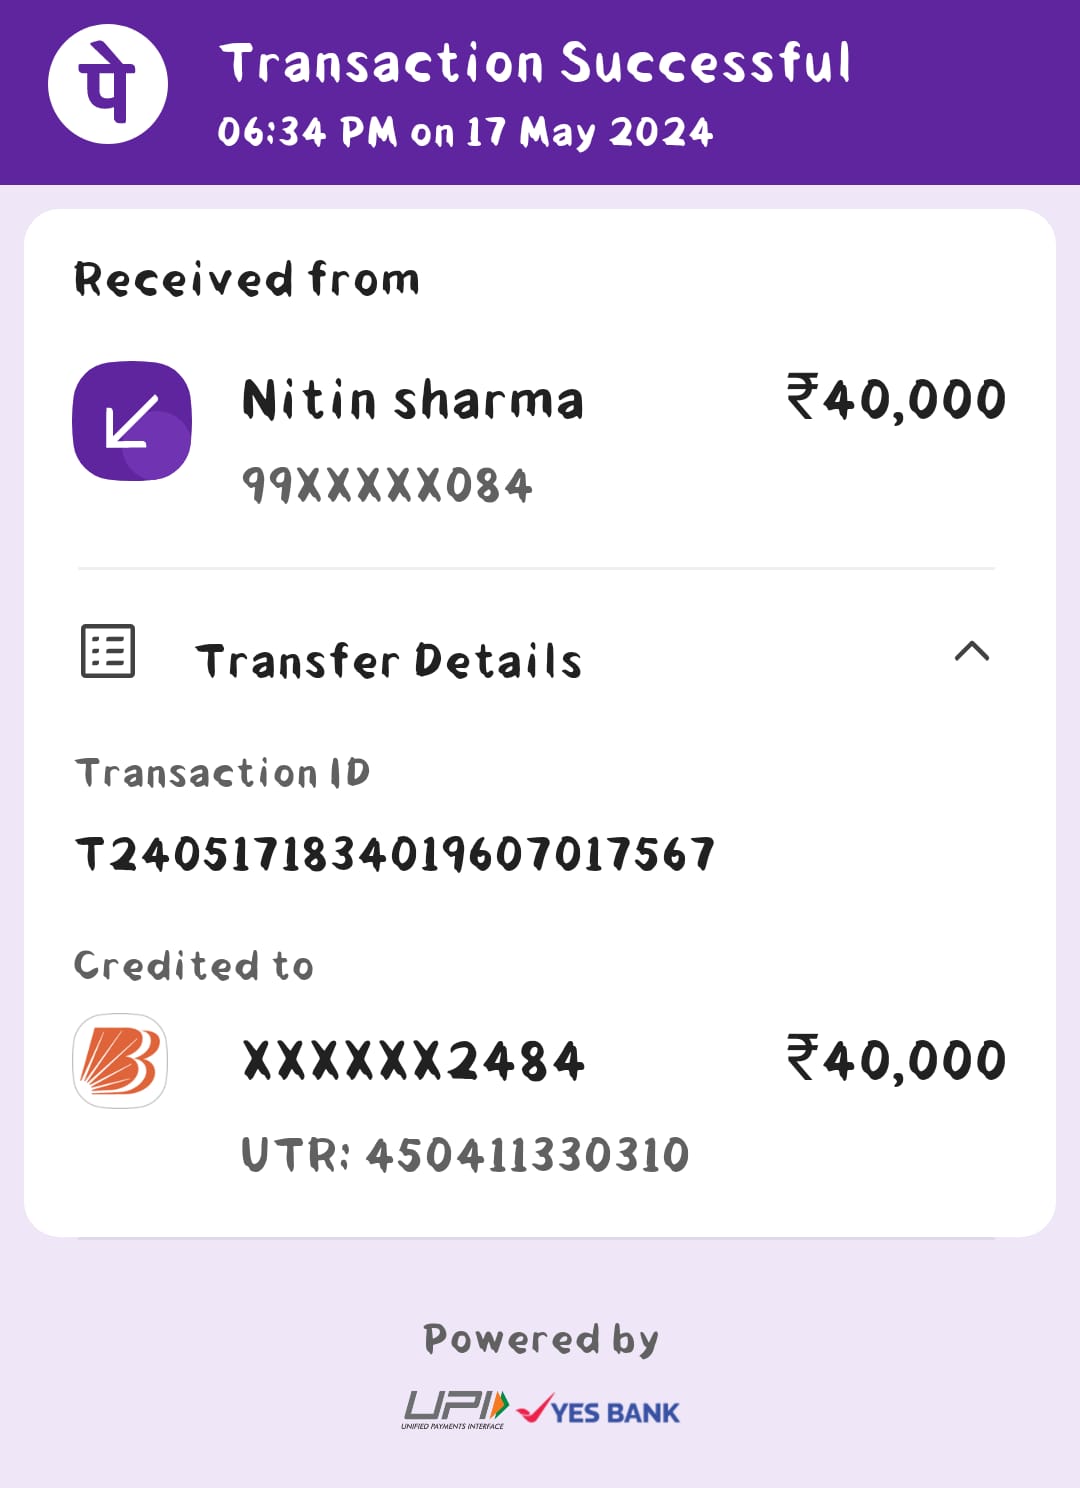 पे
Transaction Successful
06:34 PM on 17 May 2024
Received from
Nitin sharma ₹40,000
99XXXXX084
Transfer Details
Transaction ID
T2405171834019607017567
Credited to
XXXXXX2484 ₹40,000
UTR: 450411330310
Powered by
UPI YES BANK
UNIFIED PAYMENTS INTERFACE